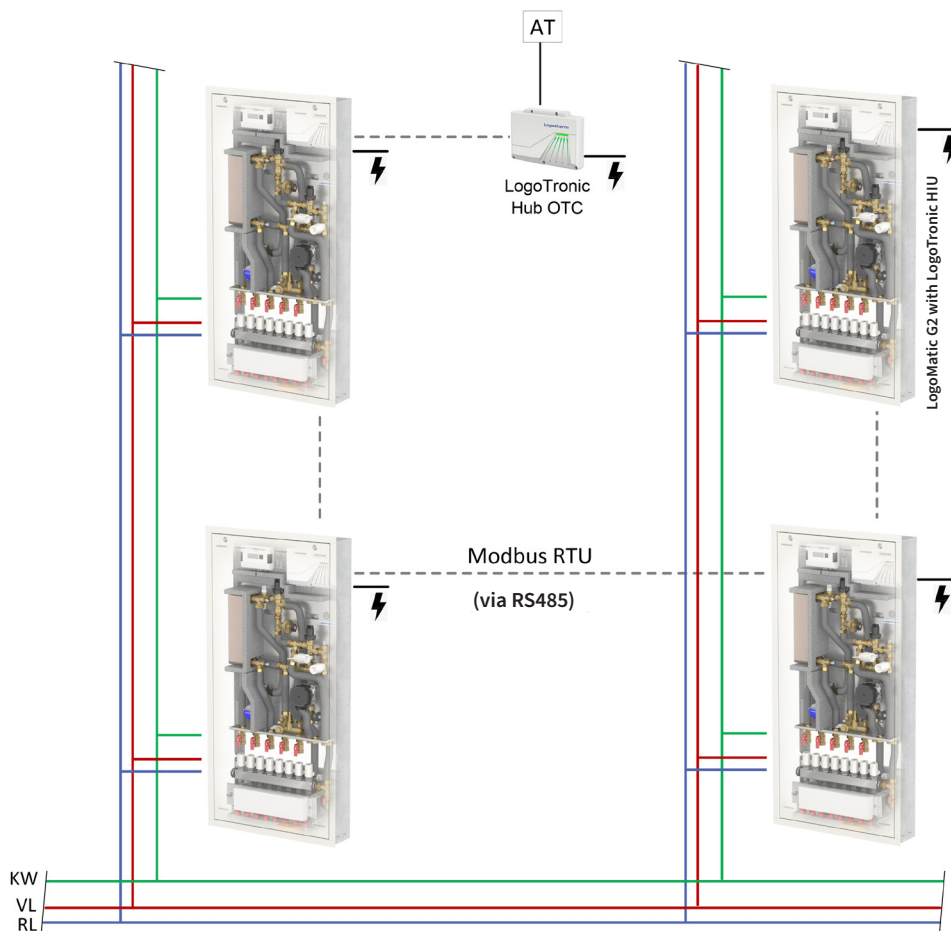 AT
LogoTronic
Hub OTC
LogoMatic G2 with LogoTronic HIU
Modbus RTU
(via RS485)
KW
VL
RL